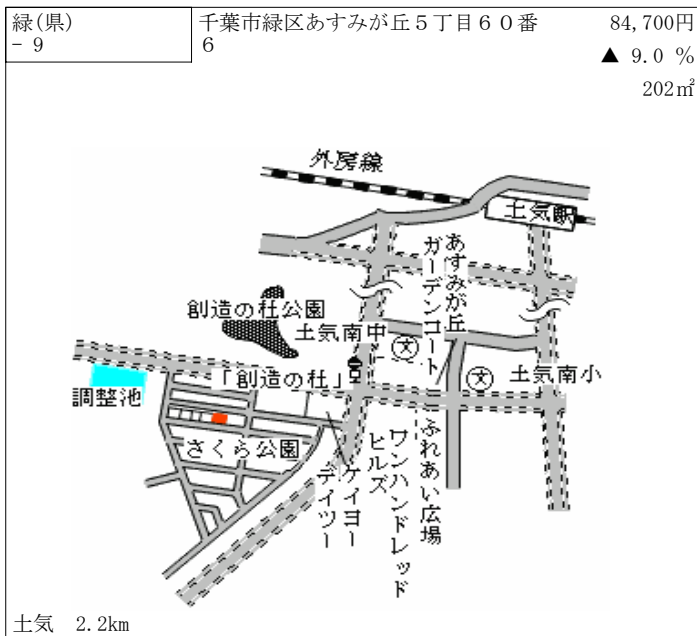 緑(県)
- 9
千葉市緑区あすみが丘５丁目６０番
６
84,700円
▲ 9.0 %
202㎡
外房線
土気駅
あすみが丘
ガーデンコート
創造の杜公園
土気南中
文
「創造の杜」
文
土気南小
調整池
さくら公園
ケイヨー
デイツー
ワンハンドレッド
ヒルズ
ふれあい広場
土気 2.2km